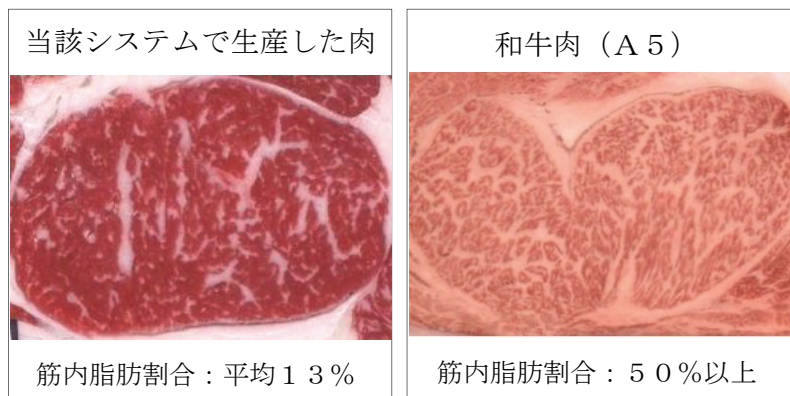 当該システムで生産した肉
筋内脂肪割合：平均１３％
和牛肉（Ａ５）
筋内脂肪割合：５０％以上